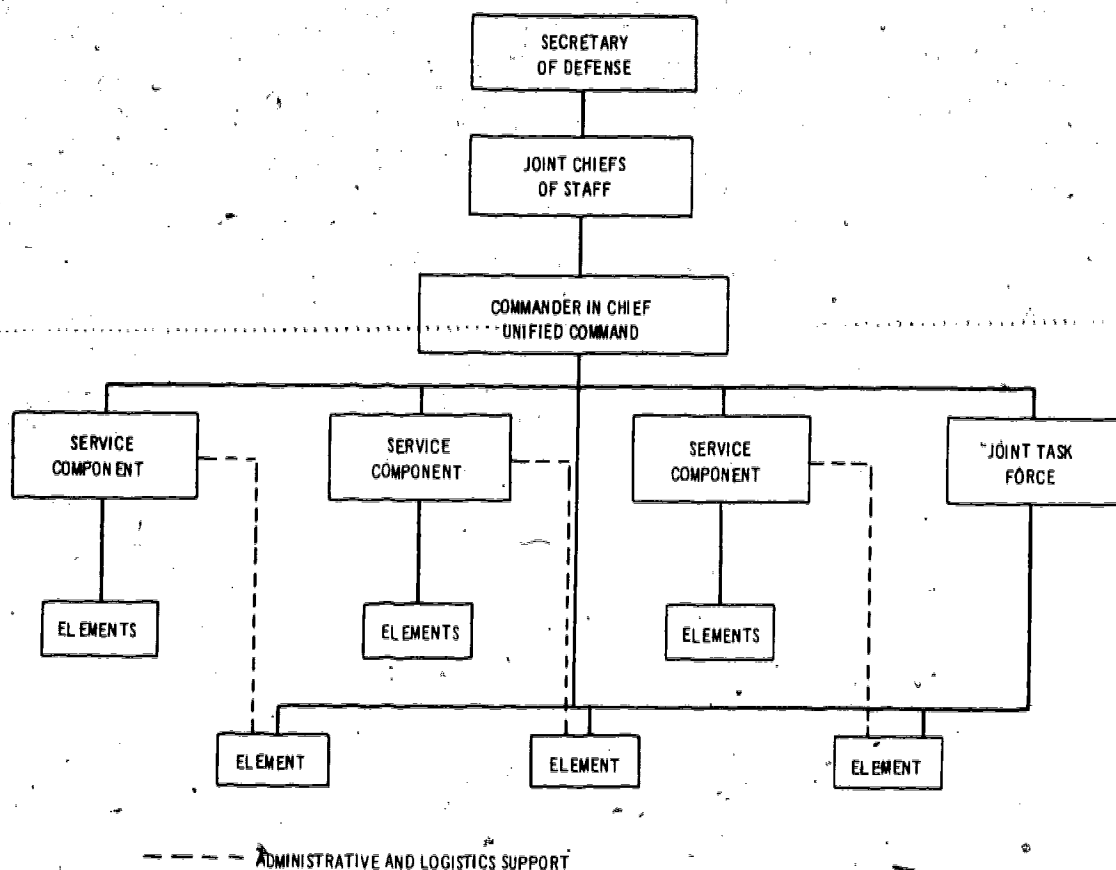 SECRETARY
OF DEFENSE
JOINT CHIEFS
OF STAFF
COMMANDER IN CHIEF
UNIFIED COMMAND
SERVICE
COMPONENT
SERVICE
COMPONENT
SERVICE
COMPONENT
JOINT TASK
FORCE
ELEMENTS
ELEMENTS
ELEMENTS
ELEMENT
ELEMENT
ELEMENT
ADMINISTRATIVE AND LOGISTICS SUPPORT